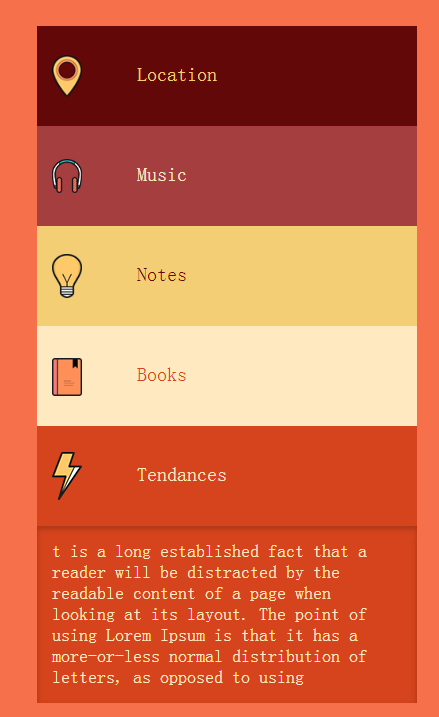 Location
Music
Notes
Books
Tendances
t is a long established fact that a
reader will be distracted by the
readable content of a page when
looking at its layout. The point of
using Lorem Ipsum is that it has a
more-or-less normal distribution of
letters, as opposed to using